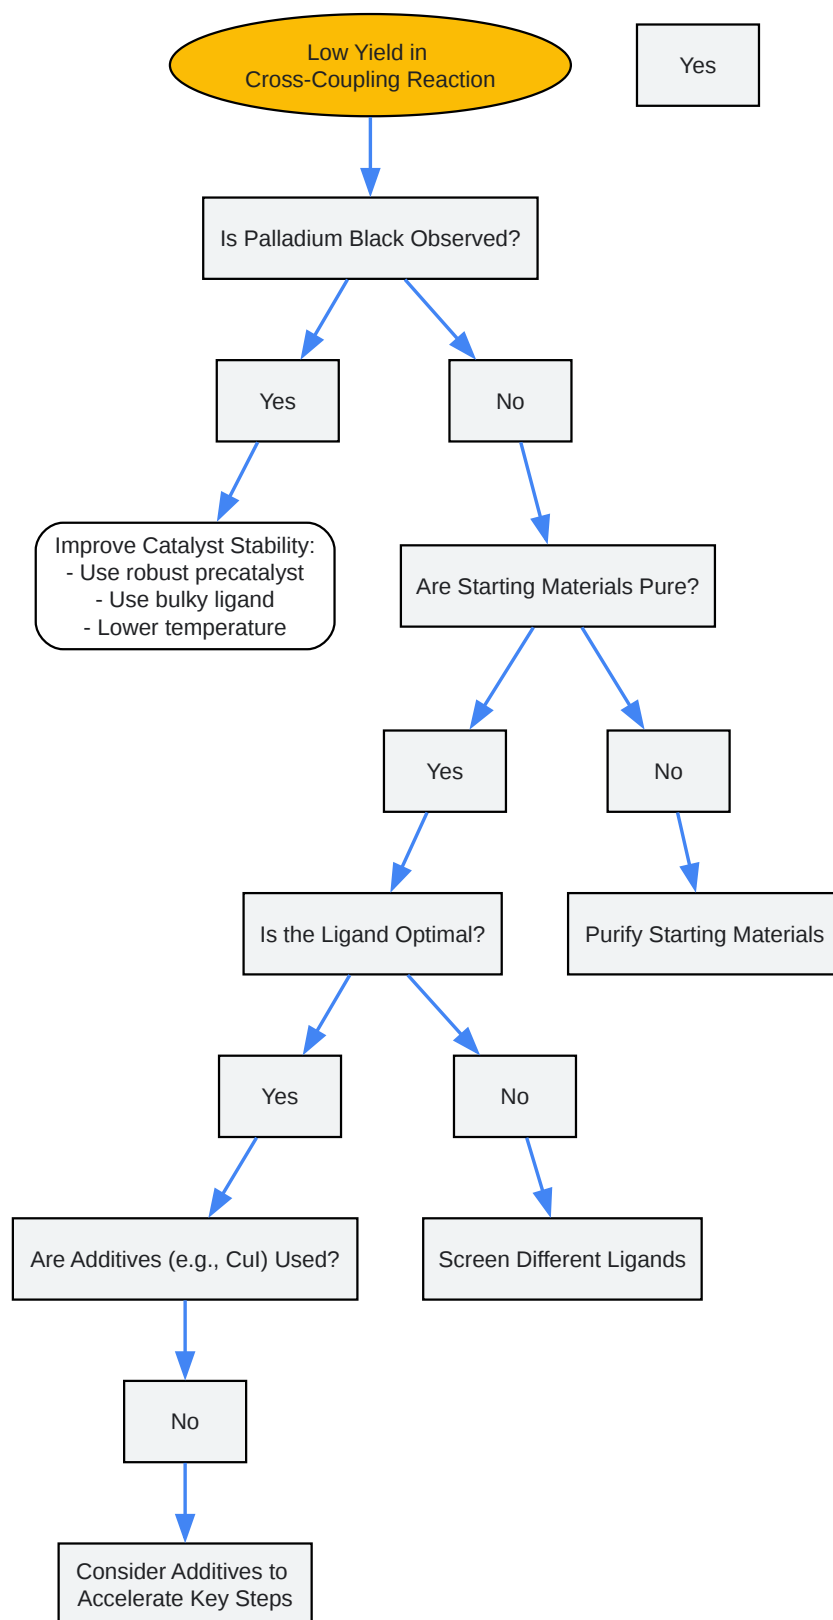 Low Yield in
Cross-Coupling Reaction
Yes
Is Palladium Black Observed?
Yes
No
Improve Catalyst Stability:
- Use robust precatalyst
- Use bulky ligand
- Lower temperature
Are Starting Materials Pure?
Yes
No
Is the Ligand Optimal?
Purify Starting Materials
Yes
No
Are Additives (e.g., CuI) Used?
Screen Different Ligands
No
Consider Additives to
Accelerate Key Steps